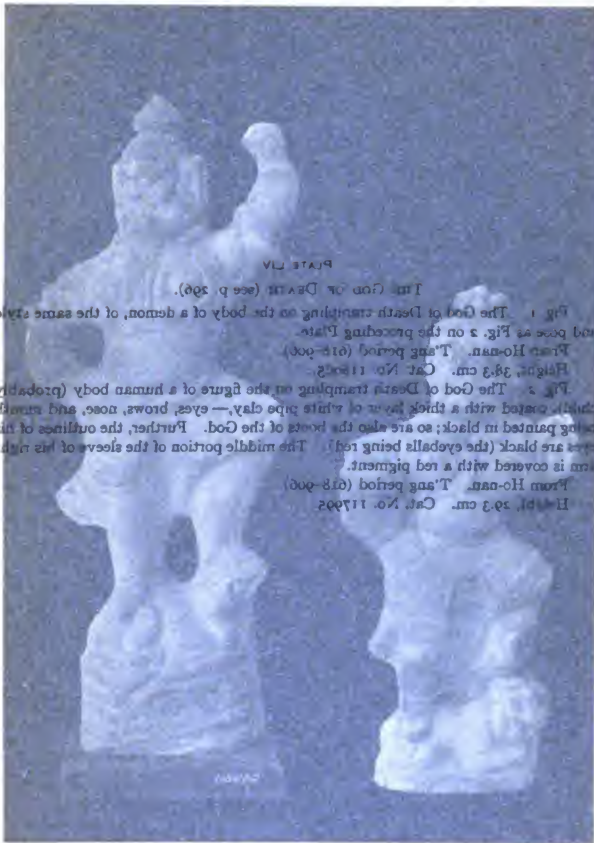 PLATE LIV
THE GOD OF DEATH (see p. 296).
Fig. 1. The God of Death trampling on the body of a demon, of the same style
and pose as Fig. 2 on the preceding Plate.
From Ho-nan. T'ang period (618-906).
Height, 38.3 cm. Cat. No. 118005.
Fig. 2. The God of Death trampling on the figure of a human body (probably
child), coated with a thick layer of white pipe clay,— eyes, brows, nose, and mouth
being painted in black; so are also the boots of the God. Further, the outlines of his
eyes are black (the eyeballs being red). The middle portion of the sleeve of his right
arm is covered with a red pigment.
From Ho-nan. T'ang period (618-906).
Height, 29.3 cm. Cat. No. 117995.